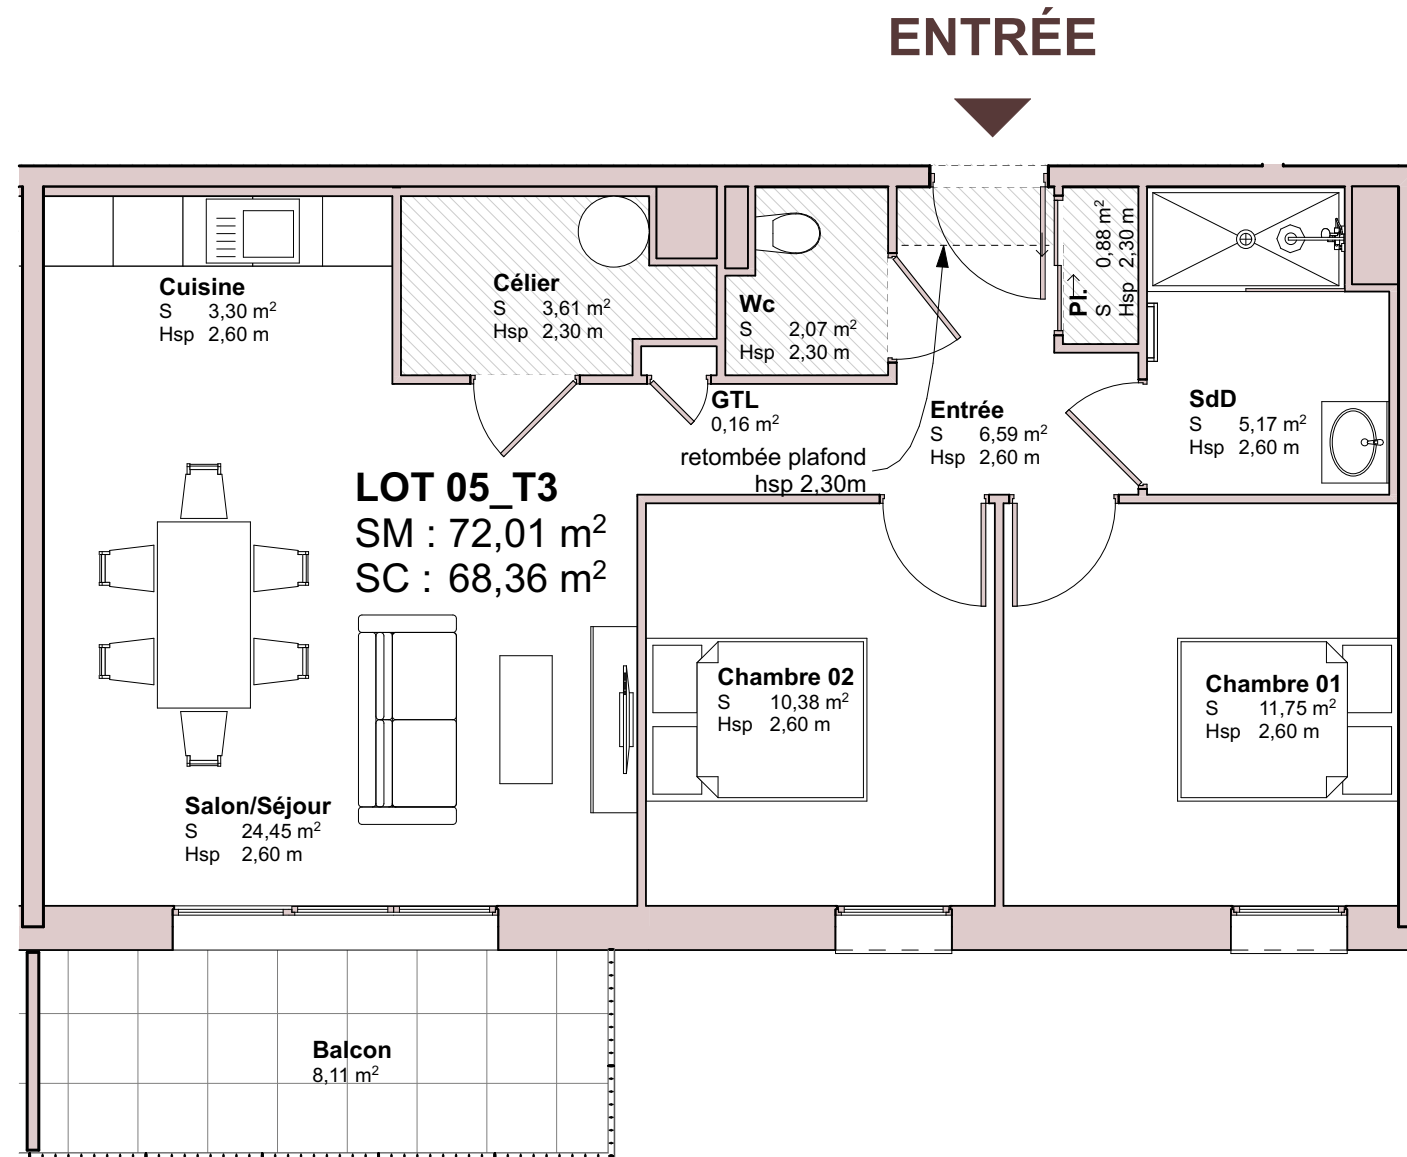 ENTRÉE
Cuisine
S 3,30 m²
Hsp 2,60 m
Célier
S 3,61 m²
Hsp 2,30 m
Wc
S 2,07 m²
Hsp 2,30 m
Pl.
S 0,88 m²
Hsp 2,30 m
GTL
0,16 m²
Entrée
S 6,59 m²
Hsp 2,60 m
SdD
S 5,17 m²
Hsp 2,60 m
retombée plafond
hsp 2,30m
LOT 05_T3
SM : 72,01 m²
SC : 68,36 m²
Chambre 02
S 10,38 m²
Hsp 2,60 m
Chambre 01
S 11,75 m²
Hsp 2,60 m
Salon/Séjour
S 24,45 m²
Hsp 2,60 m
Balcon
8,11 m²